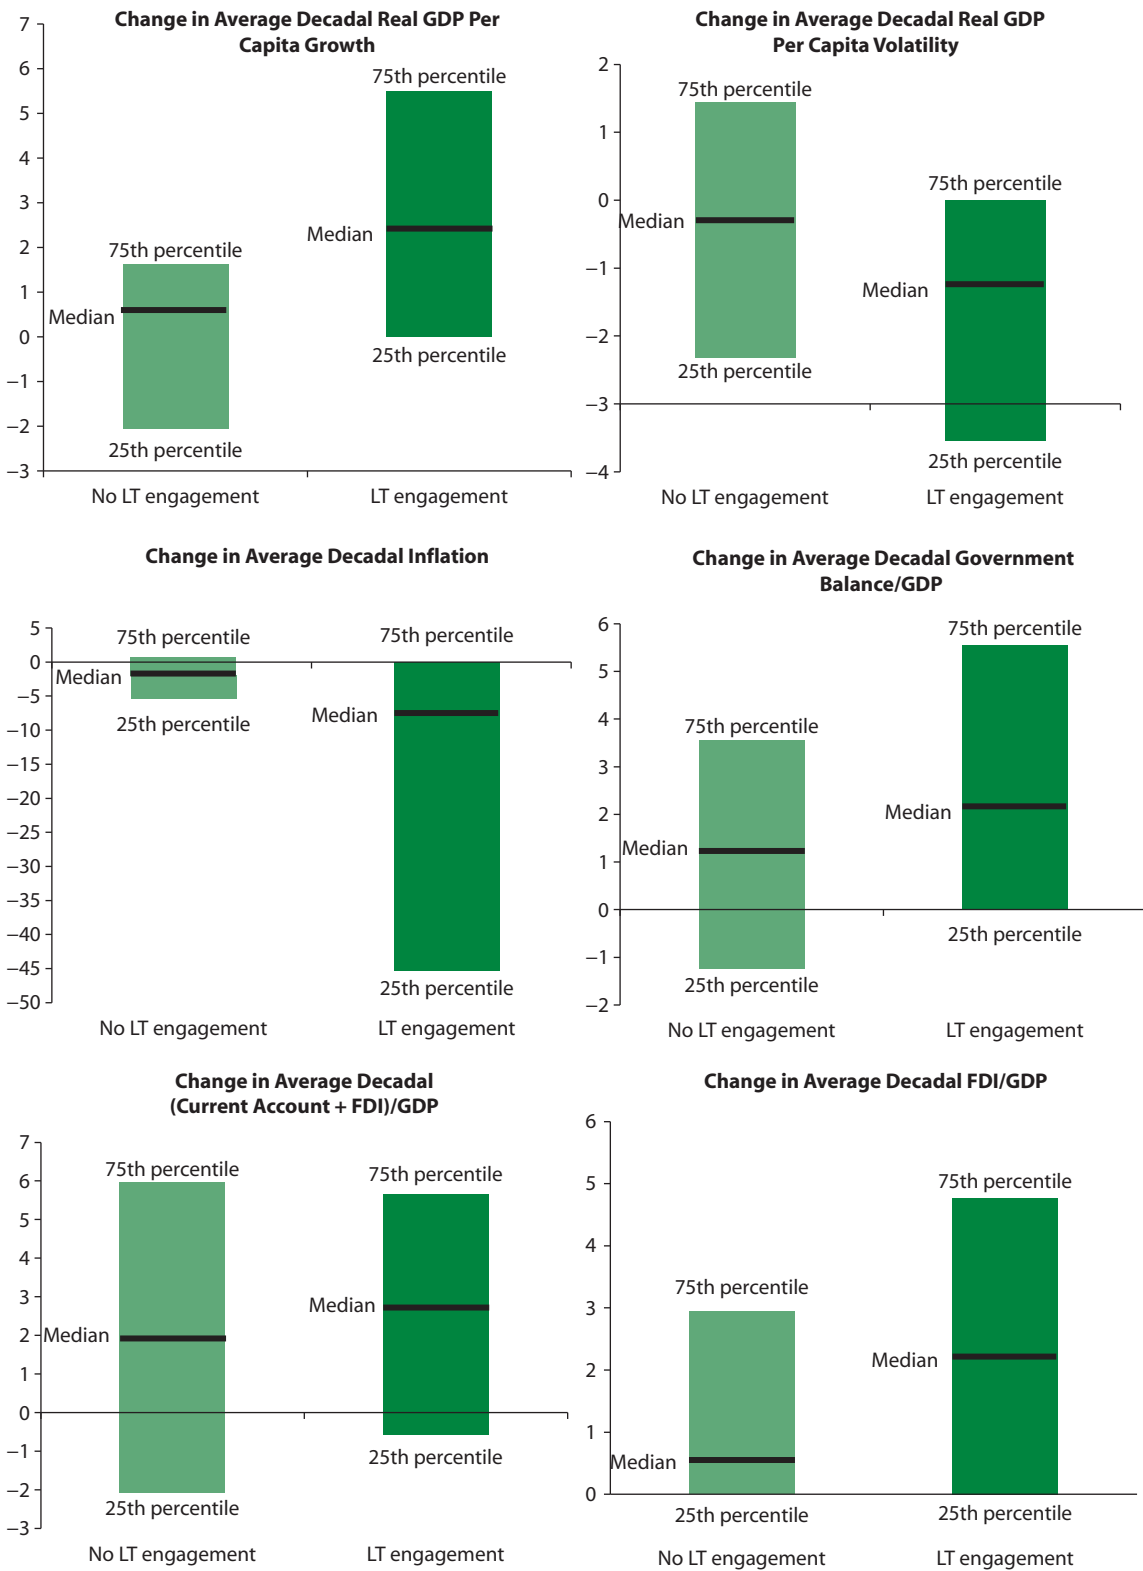 Change in Average Decadal Real GDP Per
Capita Growth
7
6
5
4
3
2
1
0
−1
−2
−3
75th percentile
Median
25th percentile
75th percentile
Median
25th percentile
No LT engagement
LT engagement
Change in Average Decadal Real GDP
Per Capita Volatility
2
1
0
−1
−2
−3
−4
75th percentile
Median
25th percentile
75th percentile
Median
25th percentile
No LT engagement
LT engagement
Change in Average Decadal Inflation
5
0
−5
−10
−15
−20
−25
−30
−35
−40
−45
−50
75th percentile
Median
25th percentile
75th percentile
Median
25th percentile
No LT engagement
LT engagement
Change in Average Decadal Government
Balance/GDP
6
5
4
3
2
1
0
−1
−2
75th percentile
Median
25th percentile
75th percentile
Median
25th percentile
No LT engagement
LT engagement
Change in Average Decadal
(Current Account + FDI)/GDP
7
6
5
4
3
2
1
0
−1
−2
−3
75th percentile
Median
25th percentile
75th percentile
Median
25th percentile
No LT engagement
LT engagement
Change in Average Decadal FDI/GDP
6
5
4
3
2
1
0
75th percentile
Median
25th percentile
75th percentile
Median
25th percentile
No LT engagement
LT engagement